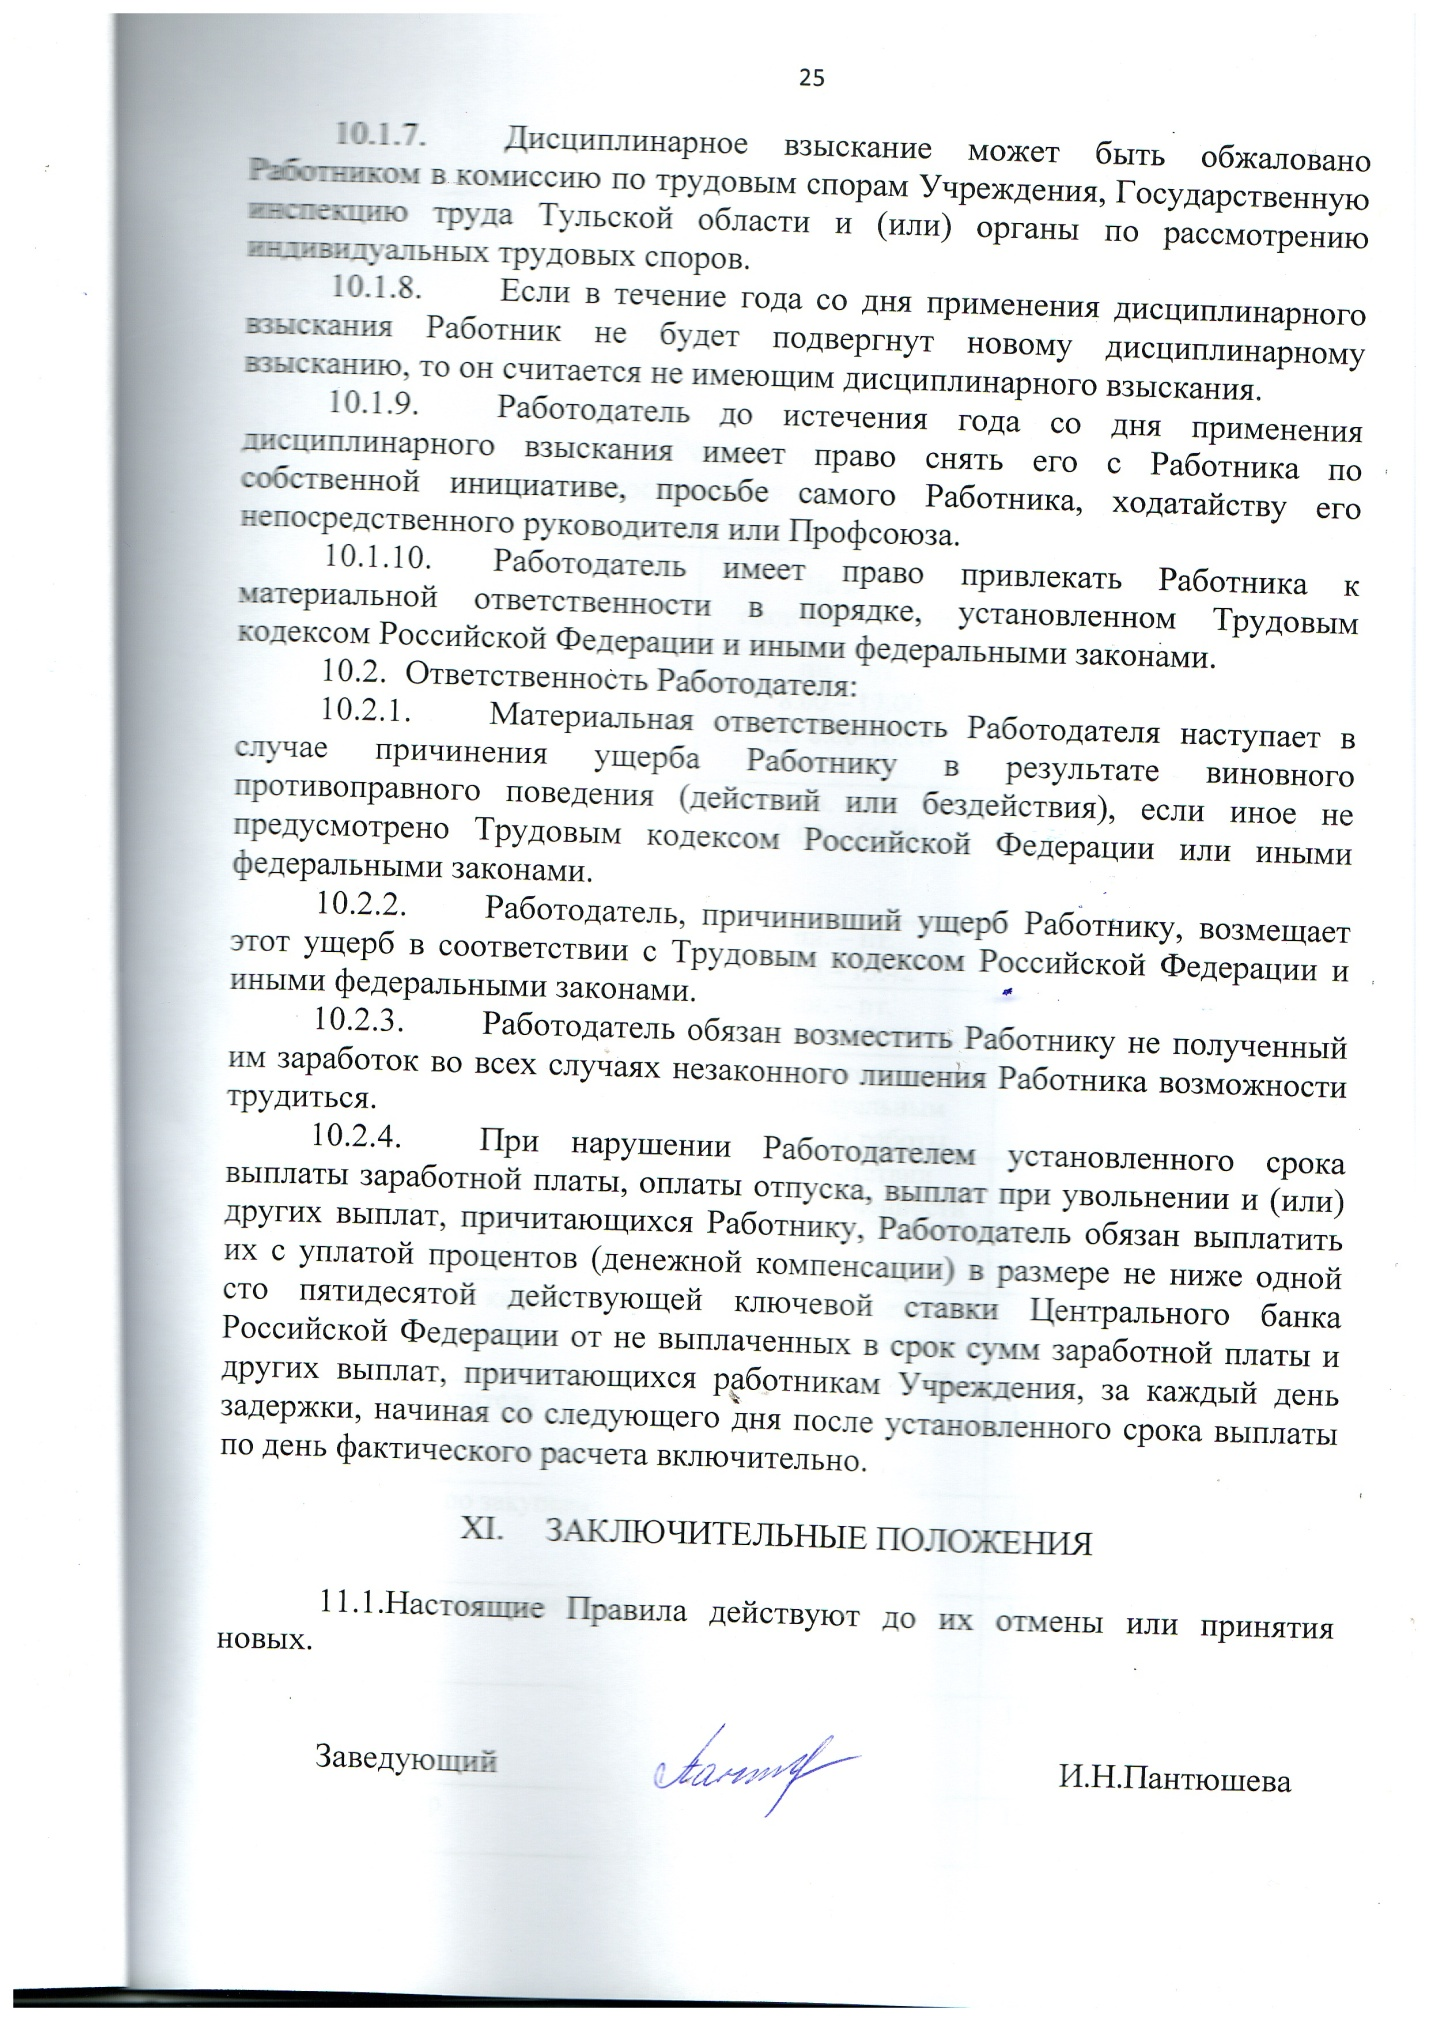 25
10.1.7. Дисциплинарное взыскание может быть обжаловано
Работником в комиссию по трудовым спорам Учреждения, Государственную
инспекцию труда Тульской области и (или) органы по рассмотрению
индивидуальных трудовых споров.
10.1.8. Если в течение года со дня применения дисциплинарного
взыскания Работник не будет подвергнут новому дисциплинарному
взысканию, то он считается не имеющим дисциплинарного взыскания.
10.1.9. Работодатель до истечения года со дня применения
дисциплинарного взыскания имеет право снять его с Работника по
собственной инициативе, просьбе самого Работника, ходатайству его
непосредственного руководителя или Профсоюза.
10.1.10. Работодатель имеет право привлекать Работника к
материальной ответственности в порядке, установленном Трудовым
кодексом Российской Федерации и иными федеральными законами.
10.2. Ответственность Работодателя:
10.2.1. Материальная ответственность Работодателя наступает в
случае причинения ущерба Работнику в результате виновного
противоправного поведения (действий или бездействия), если иное не
предусмотрено Трудовым кодексом Российской Федерации или иными
федеральными законами.
10.2.2. Работодатель, причинивший ущерб Работнику, возмещает
этот ущерб в соответствии с Трудовым кодексом Российской Федерации и
иными федеральными законами.
10.2.3. Работодатель обязан возместить Работнику не полученный
им заработок во всех случаях незаконного лишения Работника возможности
трудиться.
10.2.4. При нарушении Работодателем установленного срока
выплаты заработной платы, оплаты отпуска, выплат при увольнении и (или)
других выплат, причитающихся Работнику, Работодатель обязан выплатить
их с уплатой процентов (денежной компенсации) в размере не ниже одной
сто пятидесятой действующей ключевой ставки Центрального банка
Российской Федерации от не выплаченных в срок сумм заработной платы и
других выплат, причитающихся работникам Учреждения, за каждый день
задержки, начиная со следующего дня после установленного срока выплаты
по день фактического расчета включительно.
XI. ЗАКЛЮЧИТЕЛЬНЫЕ ПОЛОЖЕНИЯ
11.1.Настоящие Правила действуют до их отмены или принятия
новых.
Заведующий И.Н.Пантюшева